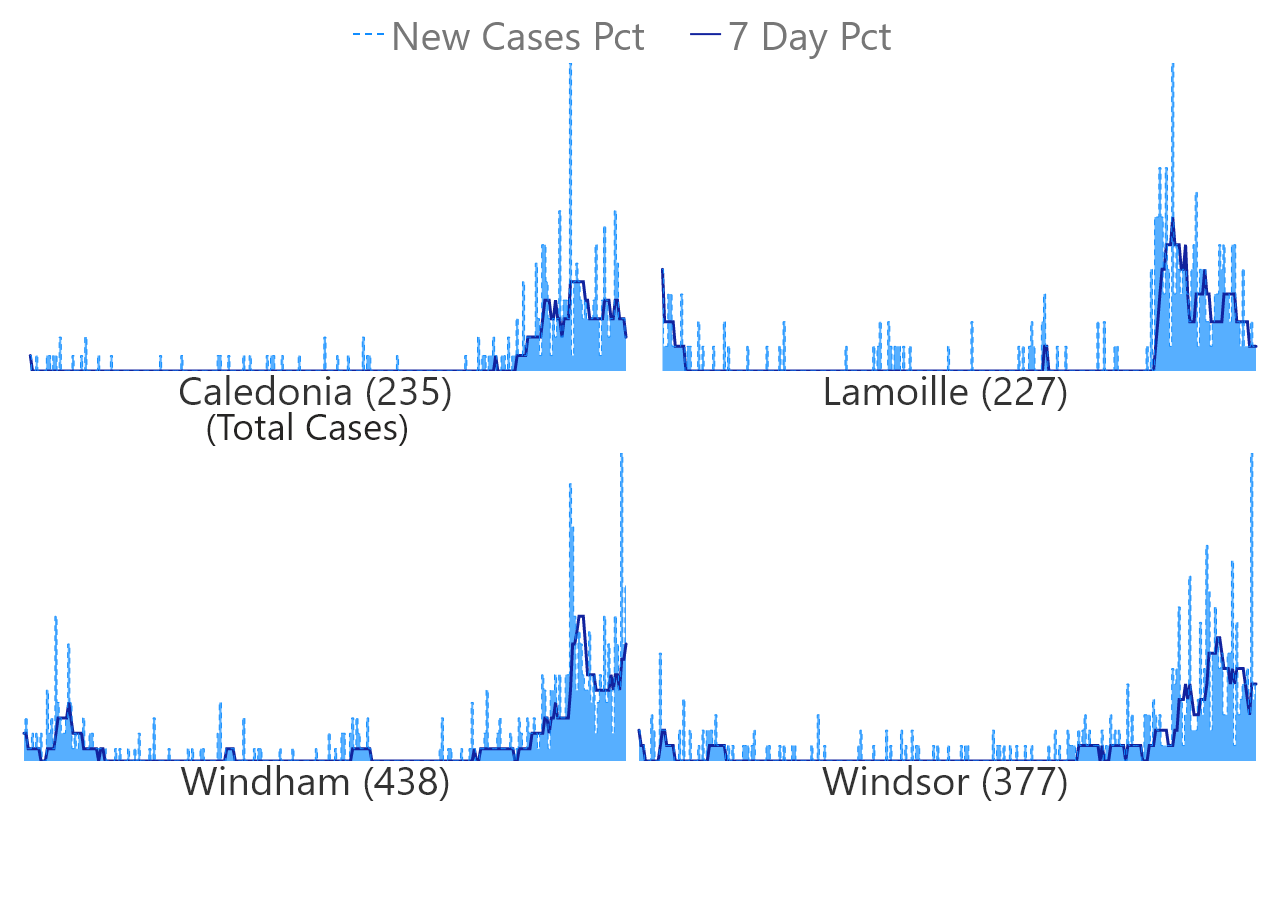 New Cases Pct 7 Day Pct
Caledonia (235) Lamoille (227)
(Total Cases)
Windham (438) Windsor (377)